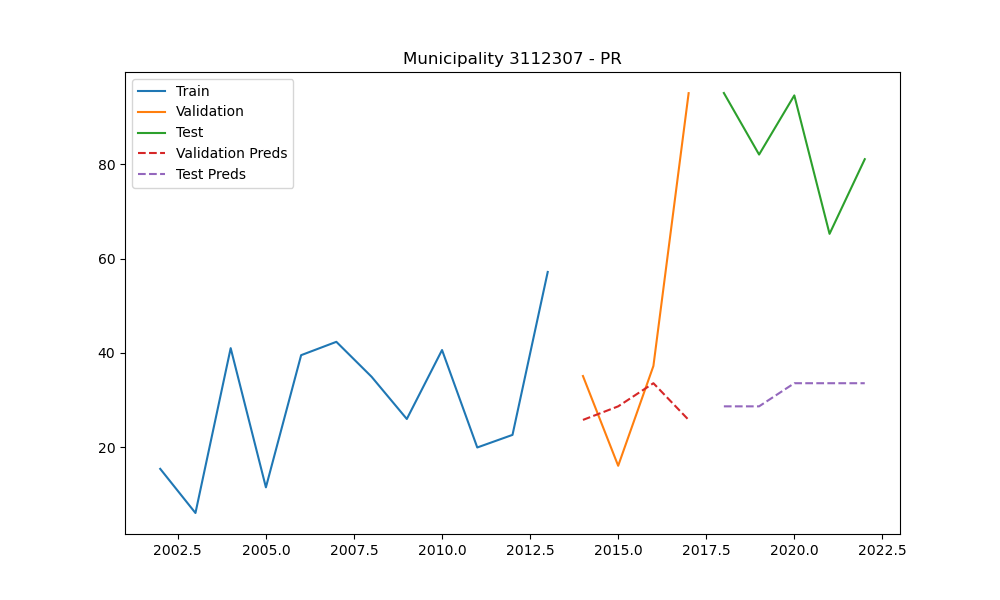 Municipality 3112307 - PR
Train
Validation
Test
Validation Preds
Test Preds
80
60
40
20
2002.5 2005.0 2007.5 2010.0 2012.5 2015.0 2017.5 2020.0 2022.5